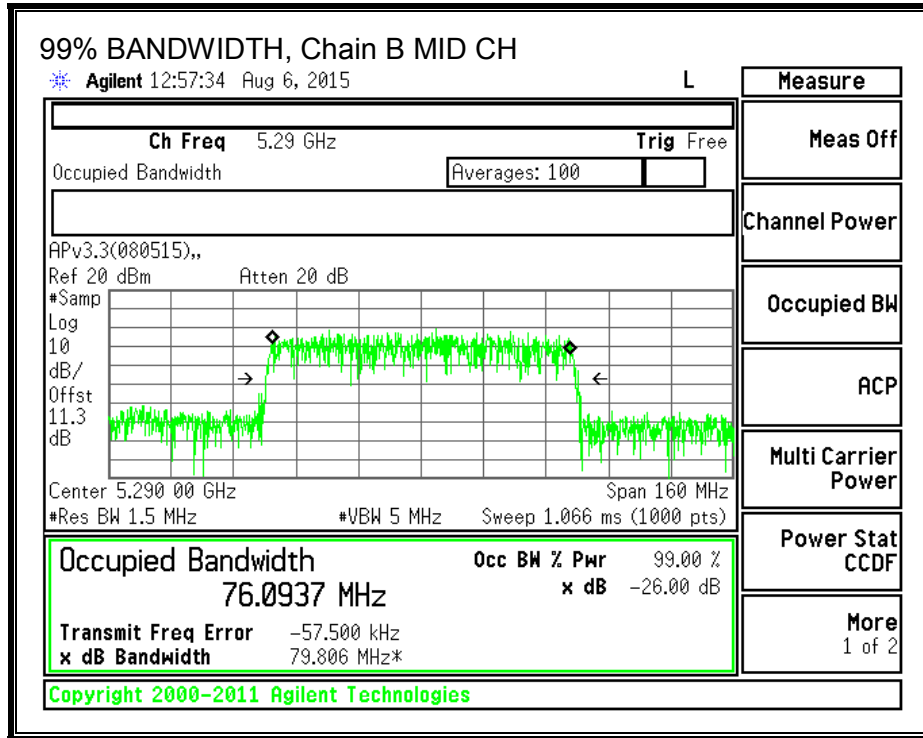 99% BANDWIDTH, Chain B MID CH
Agilent 12:57:34 Aug 6, 2015 L
Measure
Ch Freq 5.29 GHz Trig Free
Meas Off
Occupied Bandwidth Averages: 100
Channel Power
APv3.3(080515),,
Ref 20 dBm Atten 20 dB
#Samp
Log
10
dB/
Offst
11.3
dB
Occupied BW
ACP
Multi Carrier
Power
Center 5.290 00 GHz Span 160 MHz
#Res BW 1.5 MHz #VBW 5 MHz Sweep 1.066 ms (1000 pts)
Power Stat
CCDF
Occupied Bandwidth Occ BW % Pwr 99.00 %
76.0937 MHz x dB -26.00 dB
Transmit Freq Error -57.500 kHz
x dB Bandwidth 79.806 MHz*
More
1 of 2
Copyright 2000-2011 Agilent Technologies